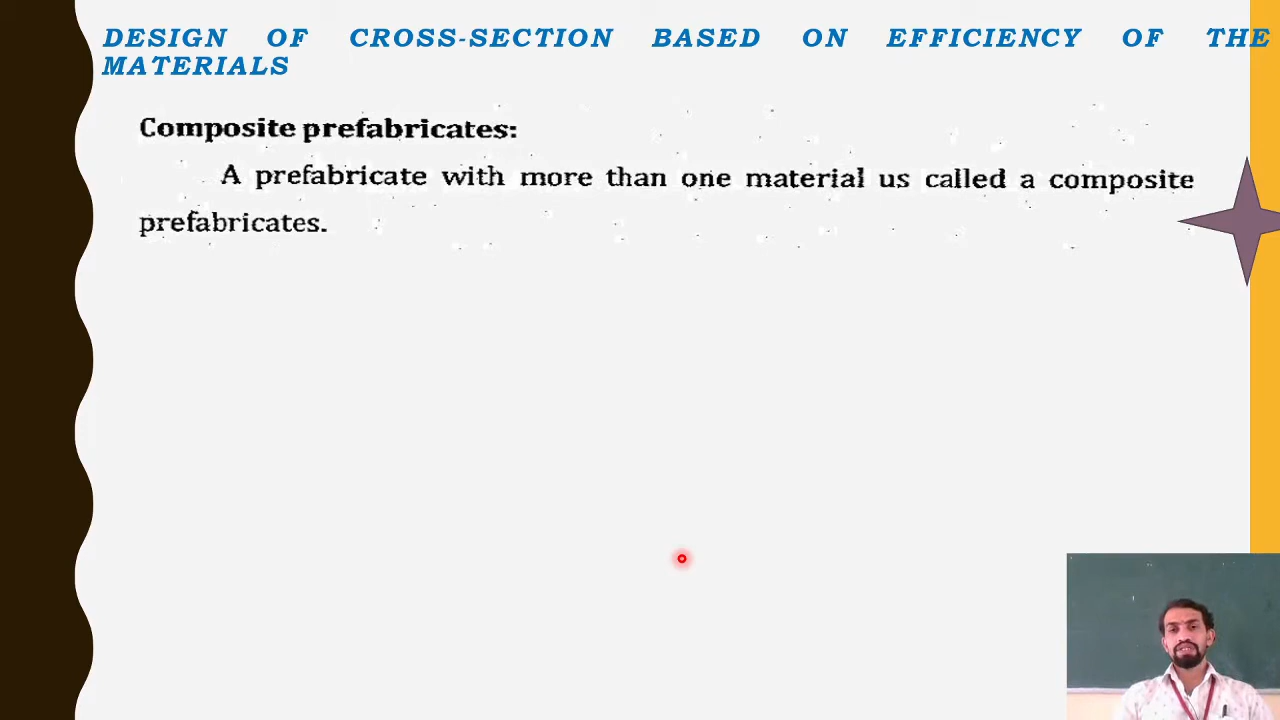 DESIGN OF CROSS-SECTION BASED ON EFFICIENCY OF THE
MATERIALS
Composite prefabricates:
A prefabricate with more than one material us called a composite
prefabricates.